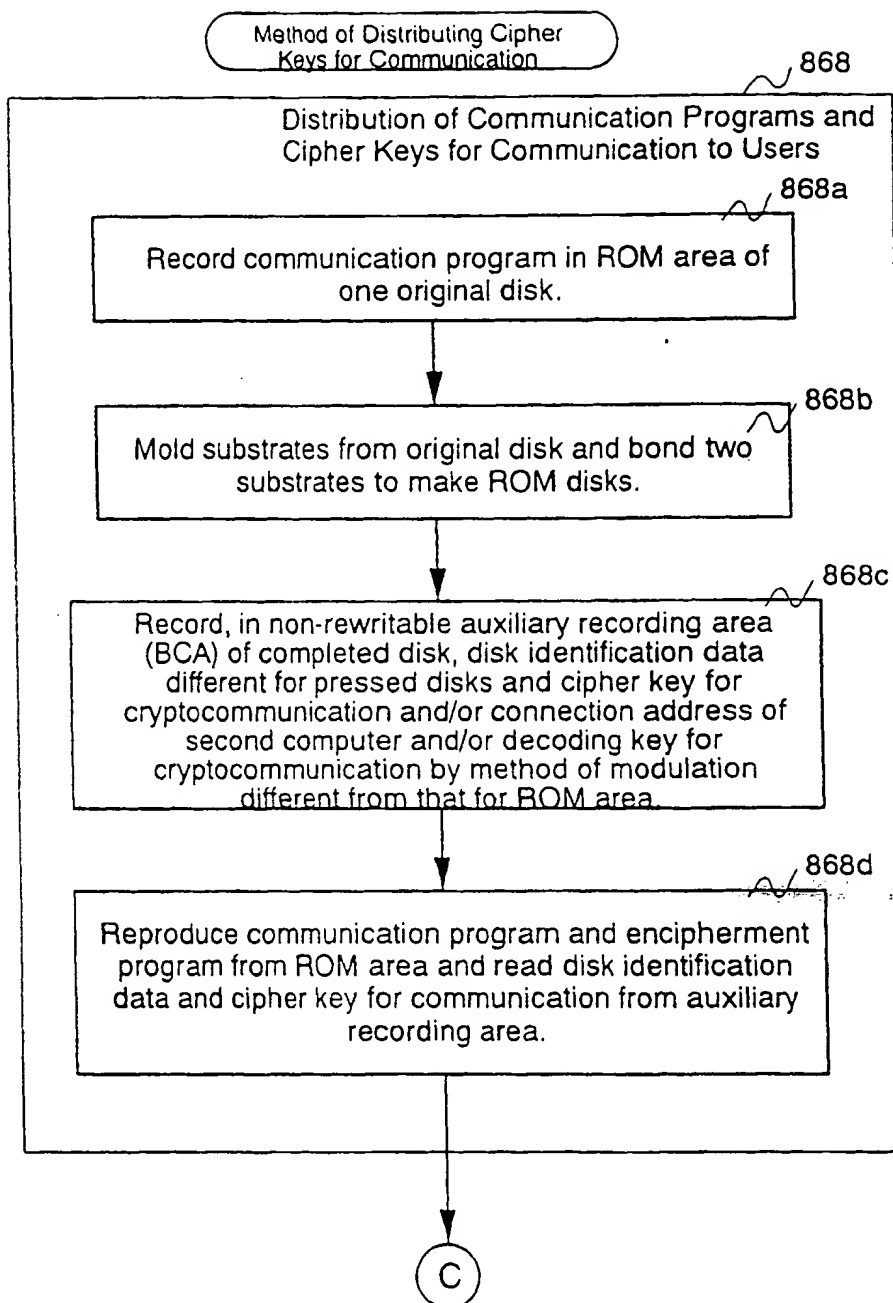 Method of Distributing Cipher
Keys for Communication
868
Distribution of Communication Programs and
Cipher Keys for Communication to Users
868a
Record communication program in ROM area of
one original disk.
868b
Mold substrates from original disk and bond two
substrates to make ROM disks.
868c
Record, in non-rewritable auxiliary recording area
(BCA) of completed disk, disk identification data
different for pressed disks and cipher key for
cryptocommunication and/or connection address of
second computer and/or decoding key for
cryptocommunication by method of modulation
different from that for ROM area.
868d
Reproduce communication program and encipherment
program from ROM area and read disk identification
data and cipher key for communication from auxiliary
recording area.
C